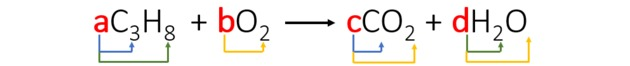 aC₃H₈ + bO₂ ⟶ cCO₂ + dH₂O